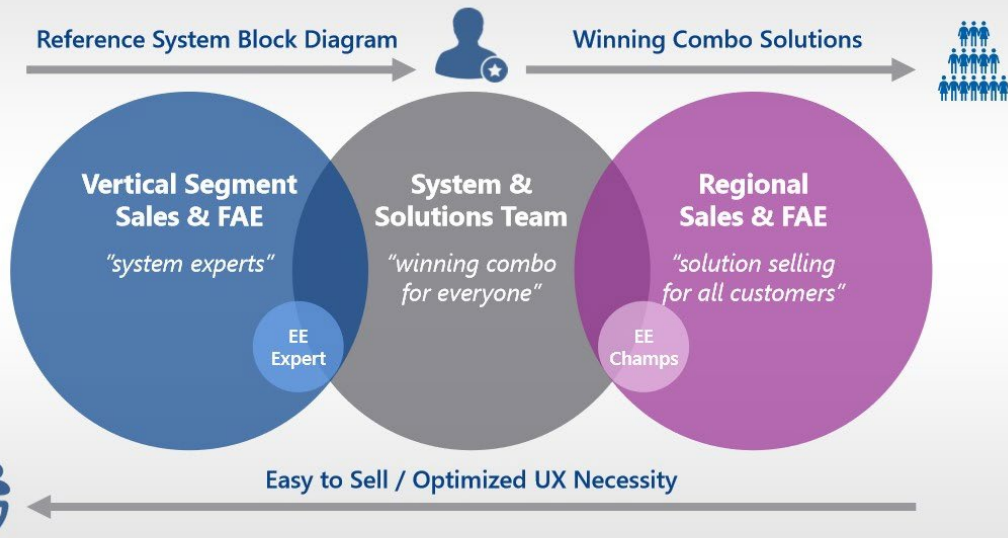 Reference System Block Diagram
Winning Combo Solutions
Vertical Segment
Sales & FAE
"system experts"
EE
Expert
System &
Solutions Team
"winning combo
for everyone"
Regional
Sales & FAE
"solution selling
for all customers"
EE
Champs
Easy to Sell / Optimized UX Necessity